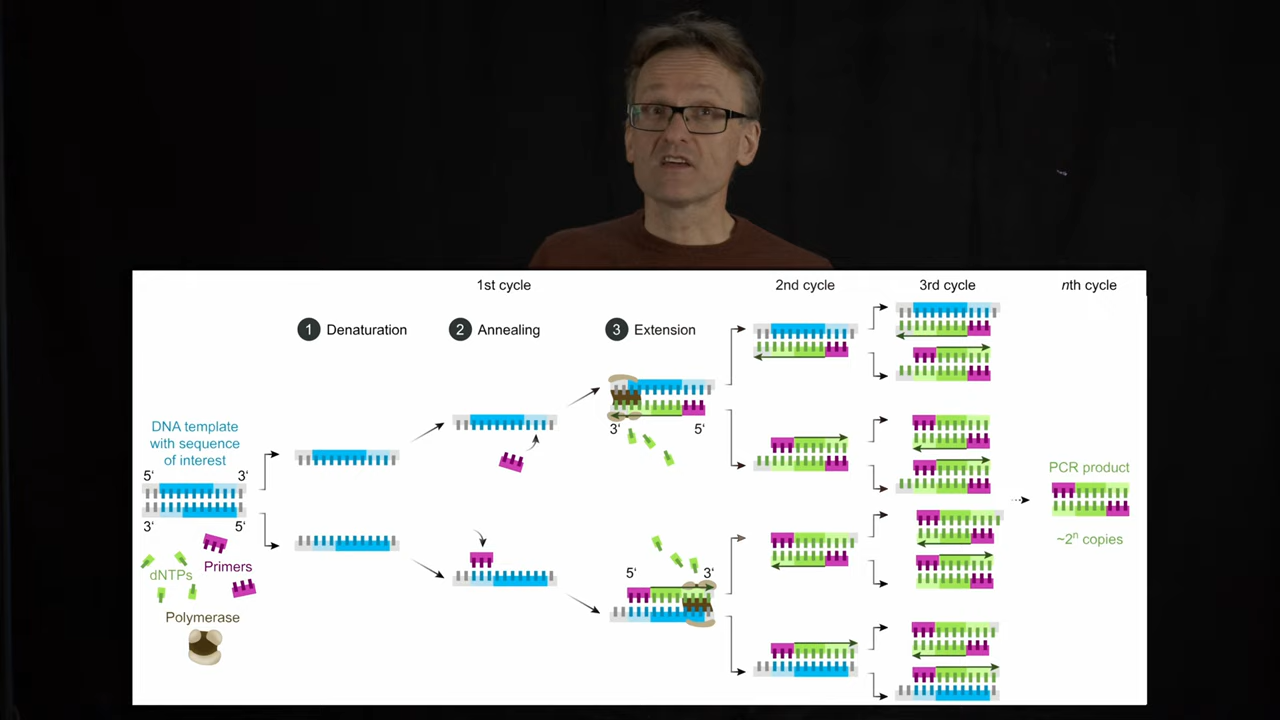 1st cycle
2nd cycle
3rd cycle
nth cycle
1 Denaturation
2 Annealing
3 Extension
DNA template
with sequence
of interest
5' 3'
3' 5'
dNTPs
Primers
Polymerase
3' 5'
5' 3'
PCR product
~2ⁿ copies